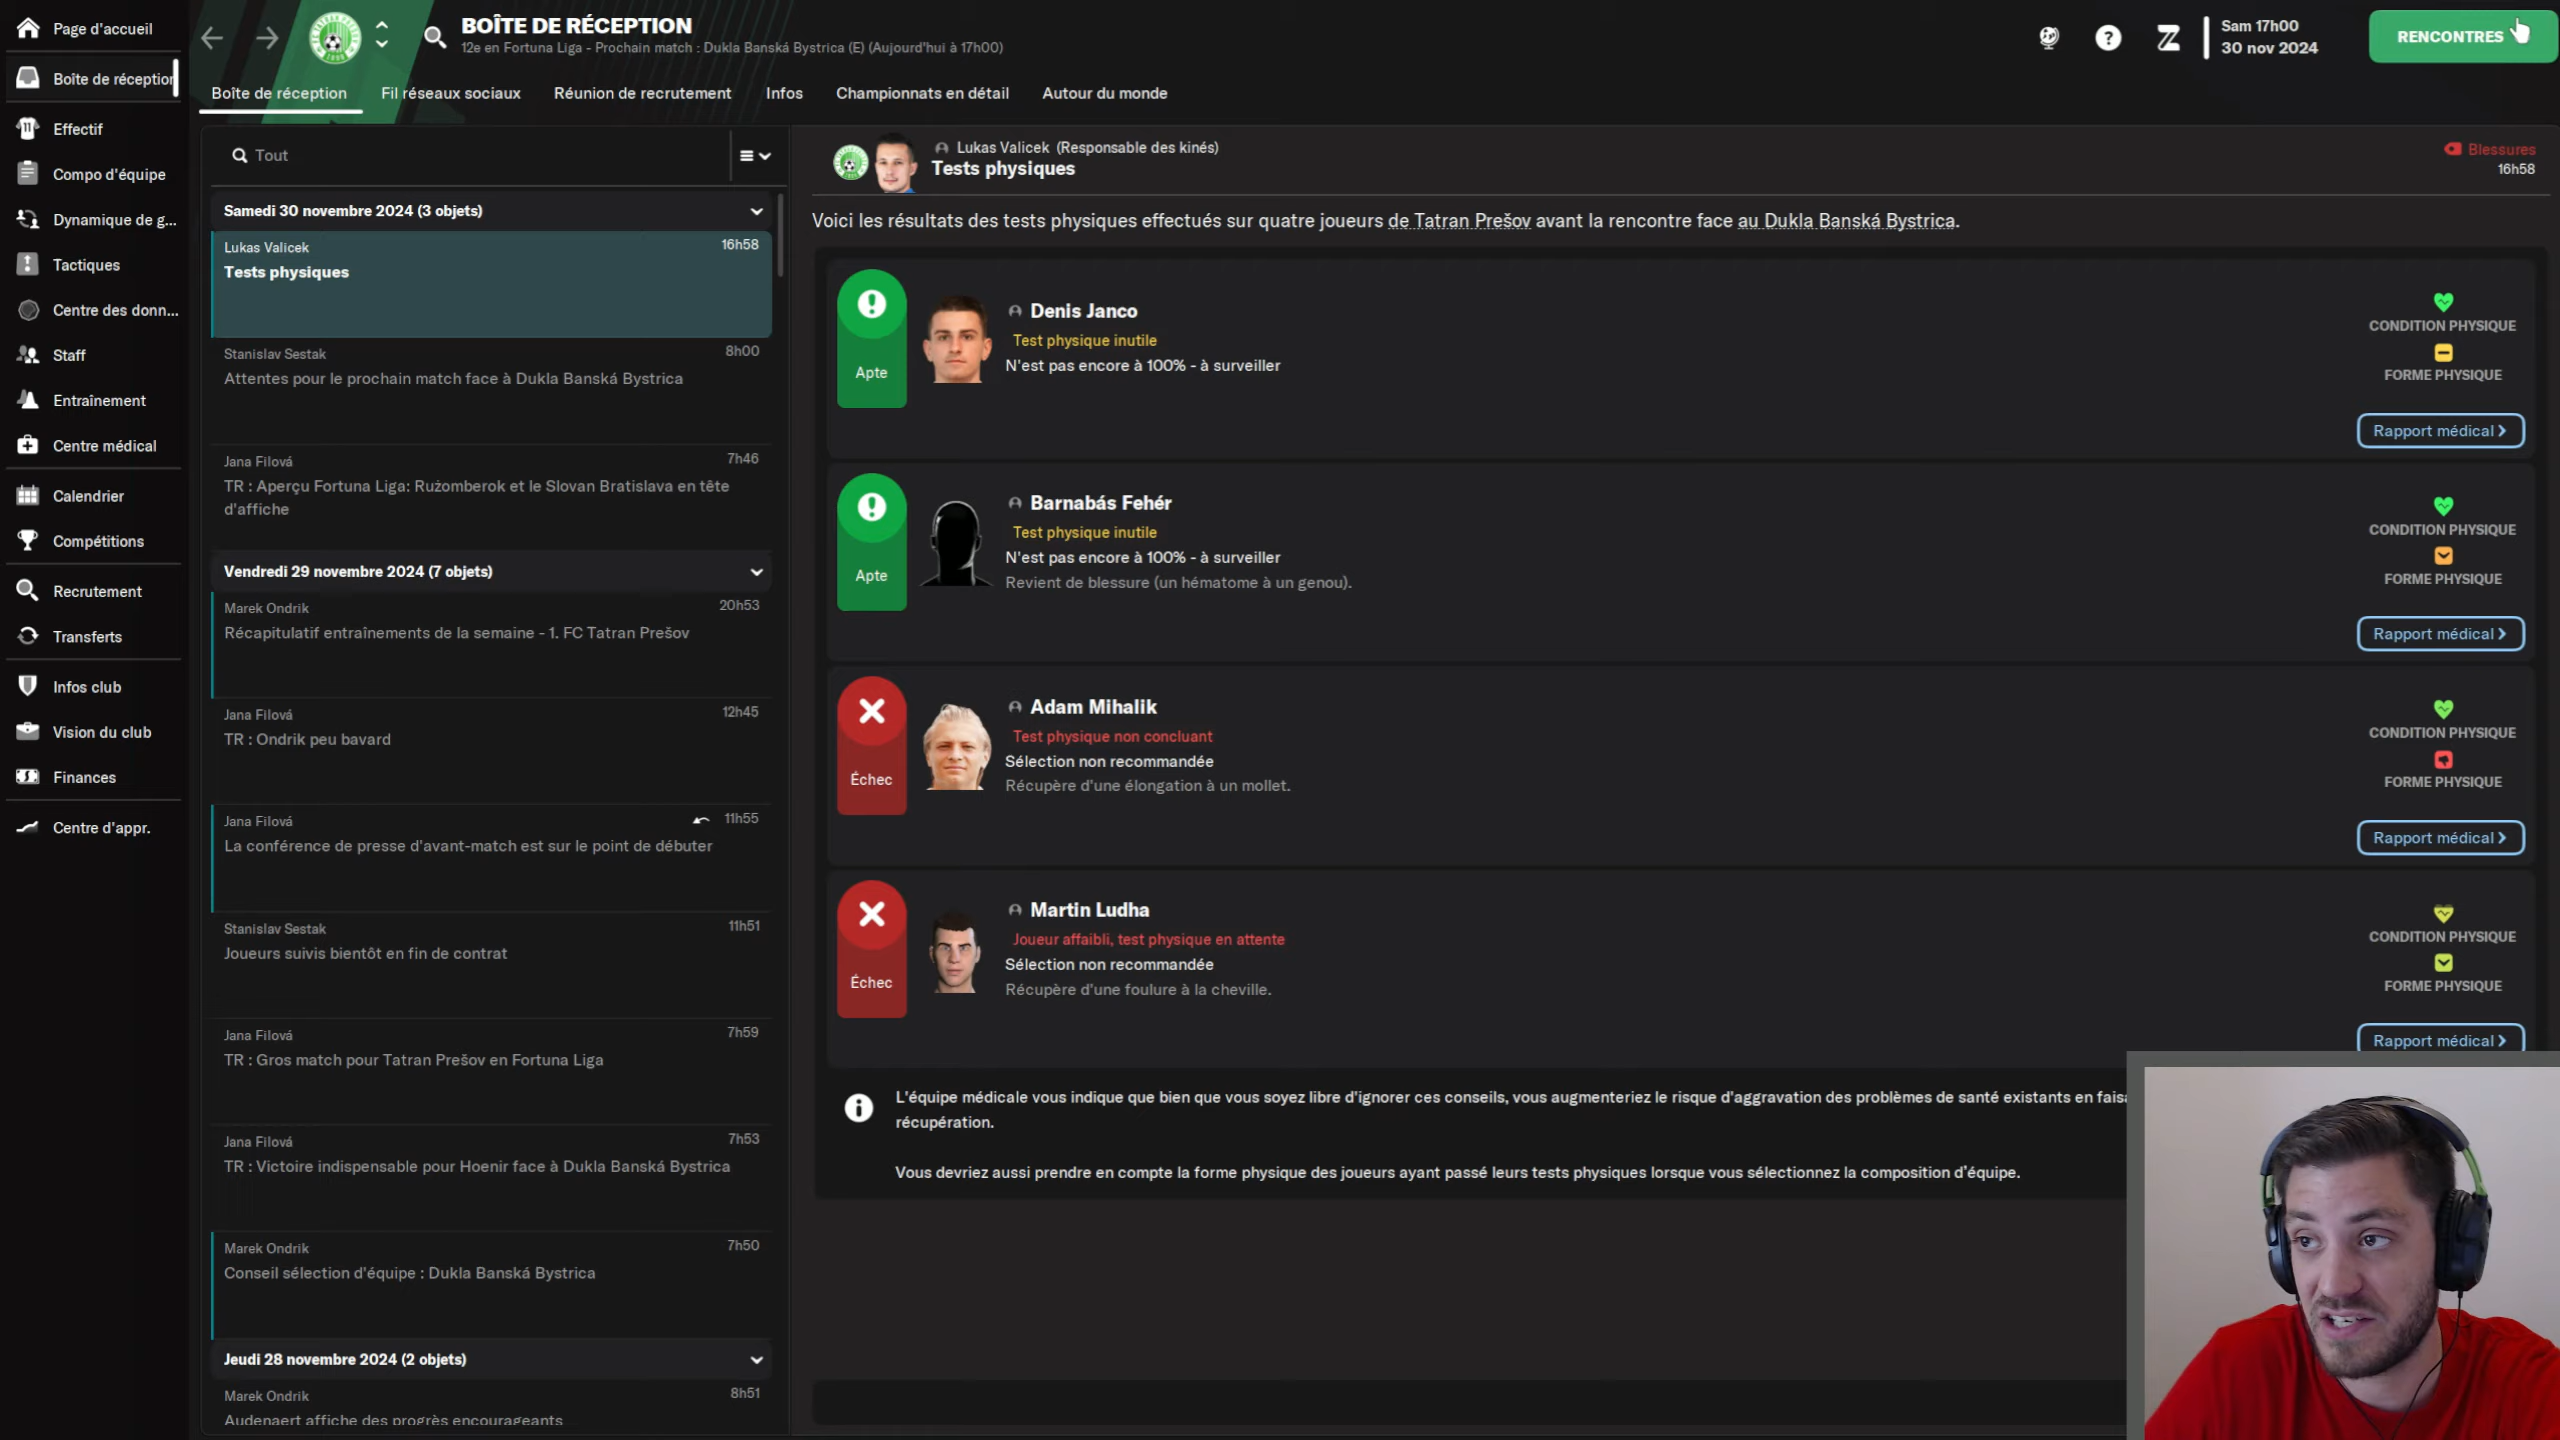 Page d'accueil
Boîte de réception
Effectif
Compo d'équipe
Dynamique de g...
Tactiques
Centre des donn...
Staff
Entraînement
Centre médical
Calendrier
Compétitions
Recrutement
Transferts
Infos club
Vision du club
Finances
Centre d'appr.
BOÎTE DE RÉCEPTION
12e en Fortuna Liga - Prochain match : Dukla Banská Bystrica (E) (Aujourd'hui à 17h00)
Sam 17h00
30 nov 2024
RENCONTRES
Boîte de réception
Fil réseaux sociaux
Réunion de recrutement
Infos
Championnats en détail
Autour du monde
Tout
Samedi 30 novembre 2024 (3 objets)
Lukas Valicek 16h58
Tests physiques
Stanislav Sestak 8h00
Attentes pour le prochain match face à Dukla Banská Bystrica
Jana Filová 7h46
TR : Aperçu Fortuna Liga: Ružomberok et le Slovan Bratislava en tête
d'affiche
Vendredi 29 novembre 2024 (7 objets)
Marek Ondrik 20h53
Récapitulatif entraînements de la semaine - 1. FC Tatran Prešov
Jana Filová 12h45
TR : Ondrik peu bavard
Jana Filová 11h55
La conférence de presse d'avant-match est sur le point de débuter
Stanislav Sestak 11h51
Joueurs suivis bientôt en fin de contrat
Jana Filová 7h59
TR : Gros match pour Tatran Prešov en Fortuna Liga
Jana Filová 7h53
TR : Victoire indispensable pour Hoenir face à Dukla Banská Bystrica
Marek Ondrik 7h50
Conseil sélection d'équipe : Dukla Banská Bystrica
Jeudi 28 novembre 2024 (2 objets)
Marek Ondrik 8h51
Audenaert affiche des progrès encourageants
Lukas Valicek (Responsable des kinés)
Tests physiques
Blessures
16h58
Voici les résultats des tests physiques effectués sur quatre joueurs de Tatran Prešov avant la rencontre face au Dukla Banská Bystrica.
Apte
Denis Janco
Test physique inutile
N'est pas encore à 100% - à surveiller
CONDITION PHYSIQUE
FORME PHYSIQUE
Rapport médical
Apte
Barnabás Fehér
Test physique inutile
N'est pas encore à 100% - à surveiller
Revient de blessure (un hématome à un genou).
CONDITION PHYSIQUE
FORME PHYSIQUE
Rapport médical
Échec
Adam Mihalik
Test physique non concluant
Sélection non recommandée
Récupère d'une élongation à un mollet.
CONDITION PHYSIQUE
FORME PHYSIQUE
Rapport médical
Échec
Martin Ludha
Joueur affaibli, test physique en attente
Sélection non recommandée
Récupère d'une foulure à la cheville.
CONDITION PHYSIQUE
FORME PHYSIQUE
Rapport médical
L'équipe médicale vous indique que bien que vous soyez libre d'ignorer ces conseils, vous augmenteriez le risque d'aggravation des problèmes de santé existants en
récupération.
Vous devriez aussi prendre en compte la forme physique des joueurs ayant passé leurs tests physiques lorsque vous sélectionnez la composition d'équipe.